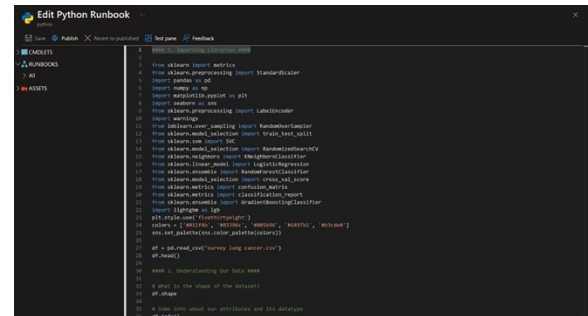 Edit Python Runbook ...
python
Save Publish Revert to published Test pane Feedback
CMDLETS
RUNBOOKS
All
ASSETS
1 #### 1. Importing Libraries ####
2
3 from sklearn import metrics
4 from sklearn.preprocessing import StandardScaler
5 import pandas as pd
6 import numpy as np
7 import matplotlib.pyplot as plt
8 import seaborn as sns
9 from sklearn.preprocessing import LabelEncoder
10 import warnings
11 from imblearn.over_sampling import RandomOverSampler
12 from sklearn.model_selection import train_test_split
13 from sklearn.svm import SVC
14 from sklearn.model_selection import RandomizedSearchCV
15 from sklearn.neighbors import KNeighborsClassifier
16 from sklearn.linear_model import LogisticRegression
17 from sklearn.ensemble import RandomForestClassifier
18 from sklearn.model_selection import cross_val_score
19 from sklearn.metrics import confusion_matrix
20 from sklearn.metrics import classification_report
21 from sklearn.ensemble import GradientBoostingClassifier
22 import lightgbm as lgb
23 plt.style.use('fivethirtyeight')
24 colors = ['#011f4b', '#03396c', '#005b96', '#6497b1', '#b3cde0']
25 sns.set_palette(sns.color_palette(colors))
26
27 df = pd.read_csv("survey lung cancer.csv")
28 df.head()
29
30 #### 2. Understanding Our Data ####
31
32 # What is the shape of the dataset?
33 df.shape
34
35 # Some info about our attributes and its datatype